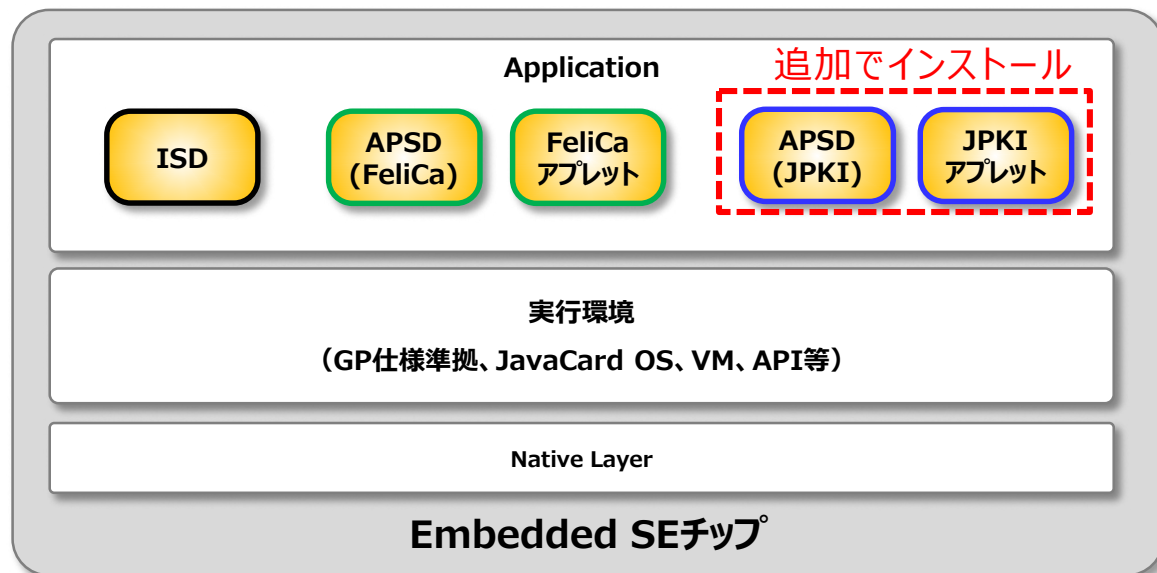 Application
追加でインストール
ISD
APSD
(FeliCa)
FeliCa
アプレット
APSD
(JPKI)
JPKI
アプレット
実行環境
（GP仕様準拠、JavaCard OS、VM、API等）
Native Layer
Embedded SEチップ